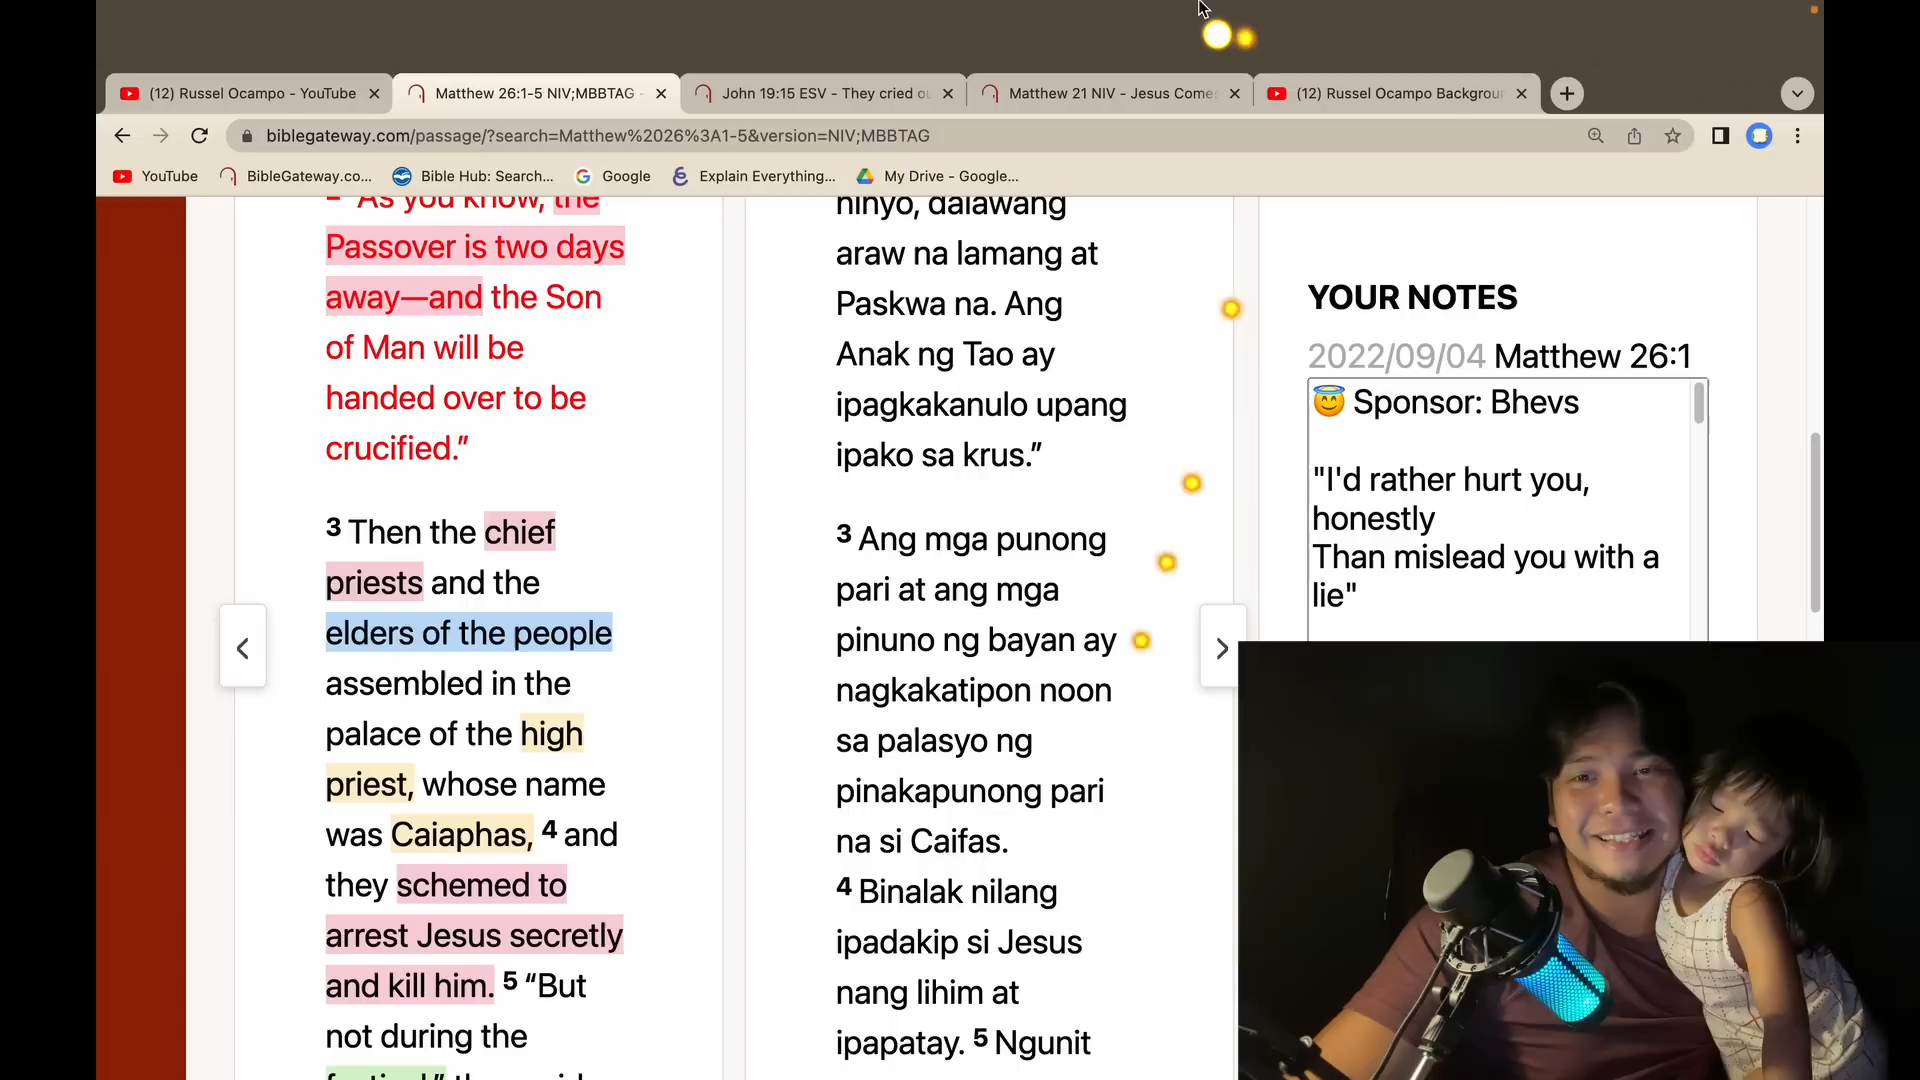 (12) Russel Ocampo - YouTube
Matthew 26:1-5 NIV;MBBTAG -
John 19:15 ESV - They cried ou
Matthew 21 NIV - Jesus Come
(12) Russel Ocampo Backgroun
biblegateway.com/passage/?search=Matthew%2026%3A1-5&version=NIV;MBBTAG
YouTube
BibleGateway.co...
Bible Hub: Search...
Google
Explain Everything...
My Drive - Google...
“As you know, the
Passover is two days
away—and the Son
of Man will be
handed over to be
crucified.”
3 Then the chief
priests and the
elders of the people
assembled in the
palace of the high
priest, whose name
was Caiaphas, 4 and
they schemed to
arrest Jesus secretly
and kill him. 5 “But
not during the
ninyo, dalawang
araw na lamang at
Paskwa na. Ang
Anak ng Tao ay
ipagkakanulo upang
ipako sa krus.”
3 Ang mga punong
pari at ang mga
pinuno ng bayan ay
nagkakatipon noon
sa palasyo ng
pinakapunong pari
na si Caifas.
4 Binalak nilang
ipadakip si Jesus
nang lihim at
ipapatay. 5 Ngunit
YOUR NOTES
2022/09/04 Matthew 26:1
😇 Sponsor: Bhevs
"I'd rather hurt you,
honestly
Than mislead you with a
lie"